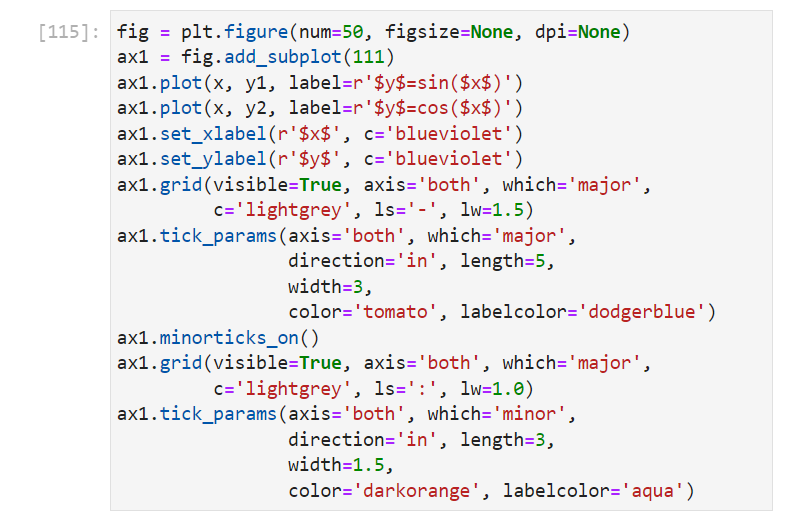 [115]: fig = plt.figure(num=50, figsize=None, dpi=None)
ax1 = fig.add_subplot(111)
ax1.plot(x, y1, label=r'$y$=sin($x$)')
ax1.plot(x, y2, label=r'$y$=cos($x$)')
ax1.set_xlabel(r'$x$', c='blueviolet')
ax1.set_ylabel(r'$y$', c='blueviolet')
ax1.grid(visible=True, axis='both', which='major',
         c='lightgrey', ls='-', lw=1.5)
ax1.tick_params(axis='both', which='major',
                direction='in', length=5,
                width=3,
                color='tomato', labelcolor='dodgerblue')
ax1.minorticks_on()
ax1.grid(visible=True, axis='both', which='major',
         c='lightgrey', ls=':', lw=1.0)
ax1.tick_params(axis='both', which='minor',
                direction='in', length=3,
                width=1.5,
                color='darkorange', labelcolor='aqua')